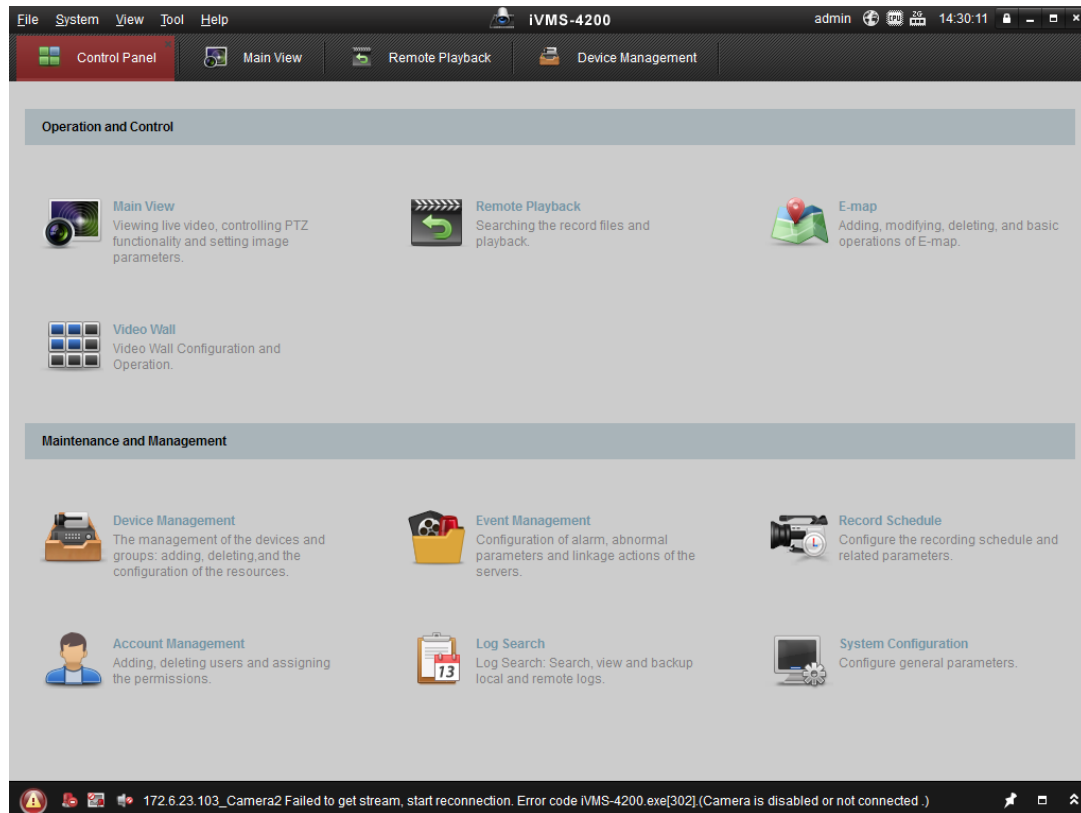 File System View Tool Help iVMS-4200 admin CPU 2G 14:30:11
Control Panel Main View Remote Playback Device Management
Operation and Control
Main View
Viewing live video, controlling PTZ
functionality and setting image
parameters.
Remote Playback
Searching the record files and
playback.
E-map
Adding, modifying, deleting, and basic
operations of E-map.
Video Wall
Video Wall Configuration and
Operation.
Maintenance and Management
Device Management
The management of the devices and
groups: adding, deleting,and the
configuration of the resources.
Event Management
Configuration of alarm, abnormal
parameters and linkage actions of the
servers.
Record Schedule
Configure the recording schedule and
related parameters.
Account Management
Adding, deleting users and assigning
the permissions.
13
Log Search
Log Search: Search, view and backup
local and remote logs.
System Configuration
Configure general parameters.
172.6.23.103_Camera2 Failed to get stream, start reconnection. Error code iVMS-4200.exe[302].(Camera is disabled or not connected .)